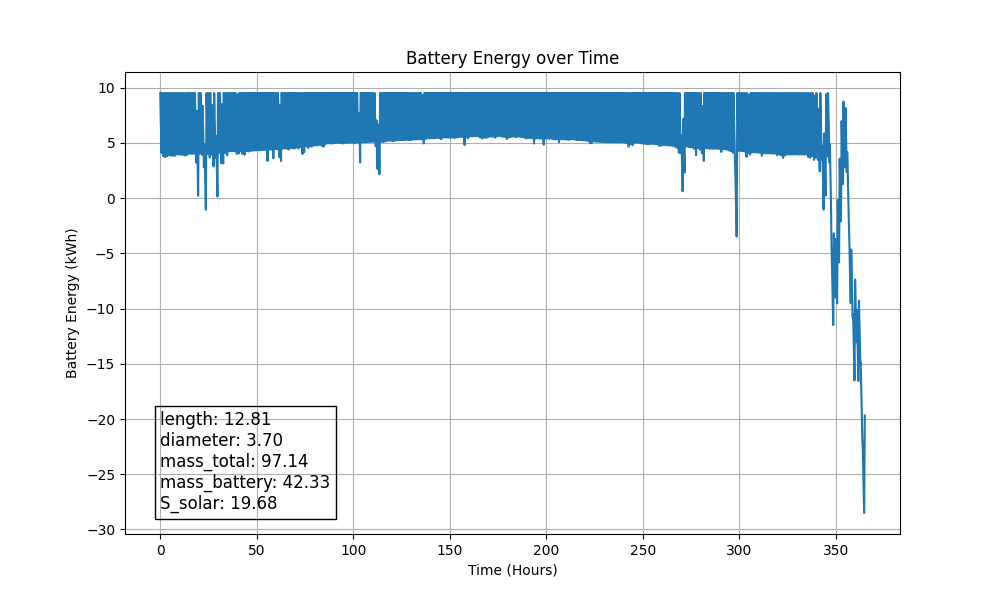 Battery Energy over Time
10
5
0
−5
−10
−15
−20
−25
−30
Battery Energy (kWh)
length: 12.81
diameter: 3.70
mass_total: 97.14
mass_battery: 42.33
S_solar: 19.68
0 50 100 150 200 250 300 350
Time (Hours)